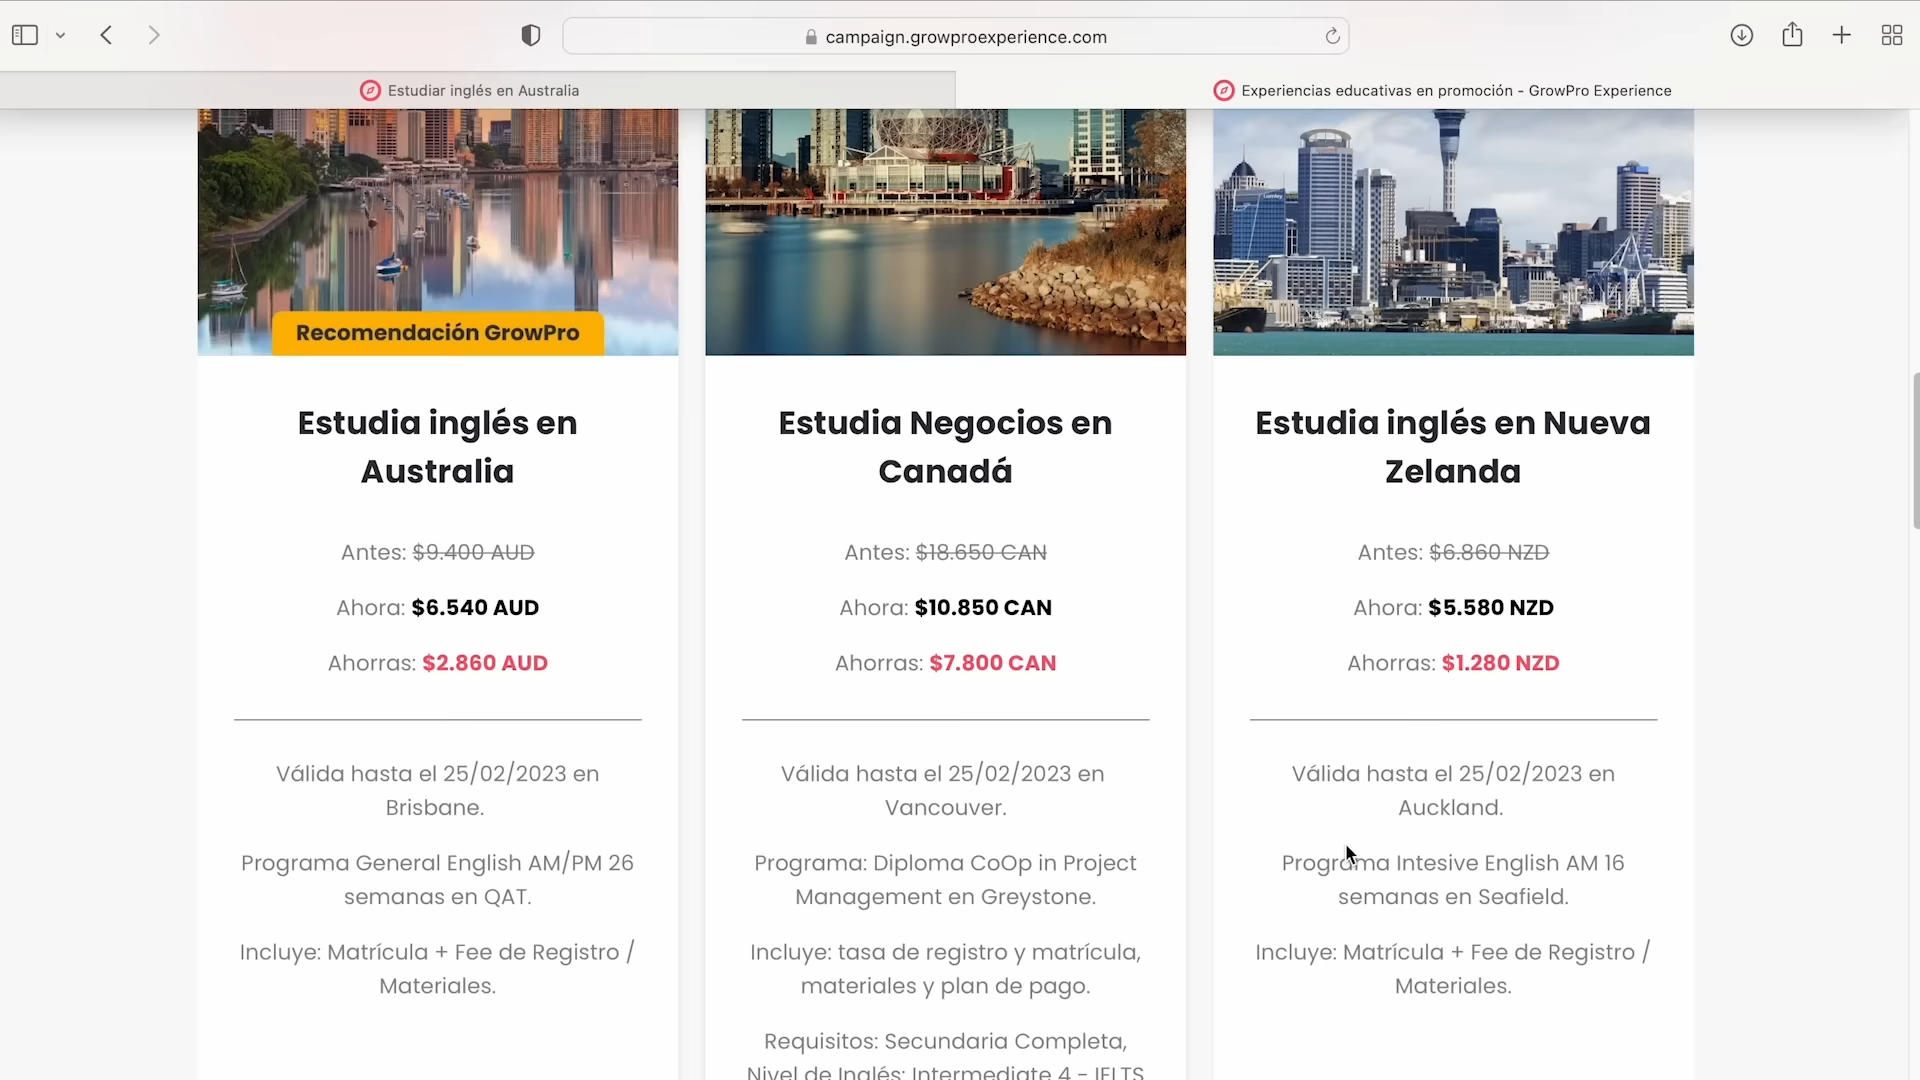 campaign.growproexperience.com
Estudiar inglés en Australia
Experiencias educativas en promoción - GrowPro Experience
Recomendación GrowPro
Estudia inglés en
Australia
Antes: $9.400 AUD
Ahora: $6.540 AUD
Ahorras: $2.860 AUD
Válida hasta el 25/02/2023 en
Brisbane.
Programa General English AM/PM 26
semanas en QAT.
Incluye: Matrícula + Fee de Registro /
Materiales.
Estudia Negocios en
Canadá
Antes: $18.650 CAN
Ahora: $10.850 CAN
Ahorras: $7.800 CAN
Válida hasta el 25/02/2023 en
Vancouver.
Programa: Diploma CoOp in Project
Management en Greystone.
Incluye: tasa de registro y matrícula,
materiales y plan de pago.
Requisitos: Secundaria Completa,
Nivel de Inglés: Intermediate 4 - IELTS
Estudia inglés en Nueva
Zelanda
Antes: $6.860 NZD
Ahora: $5.580 NZD
Ahorras: $1.280 NZD
Válida hasta el 25/02/2023 en
Auckland.
Programa Intesive English AM 16
semanas en Seafield.
Incluye: Matrícula + Fee de Registro /
Materiales.